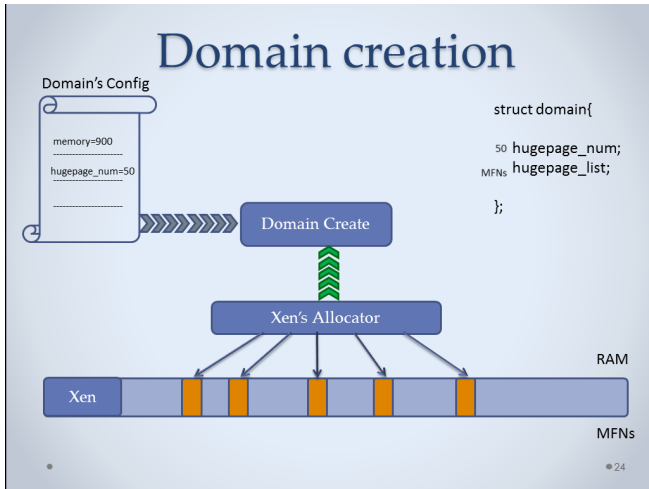 Domain creation
Domain's Config
memory=900
----------------------
hugepage_num=50
----------------------
----------------------
struct domain{
50 hugepage_num;
MFNs hugepage_list;
};
Domain Create
Xen's Allocator
RAM
Xen
MFNs
24